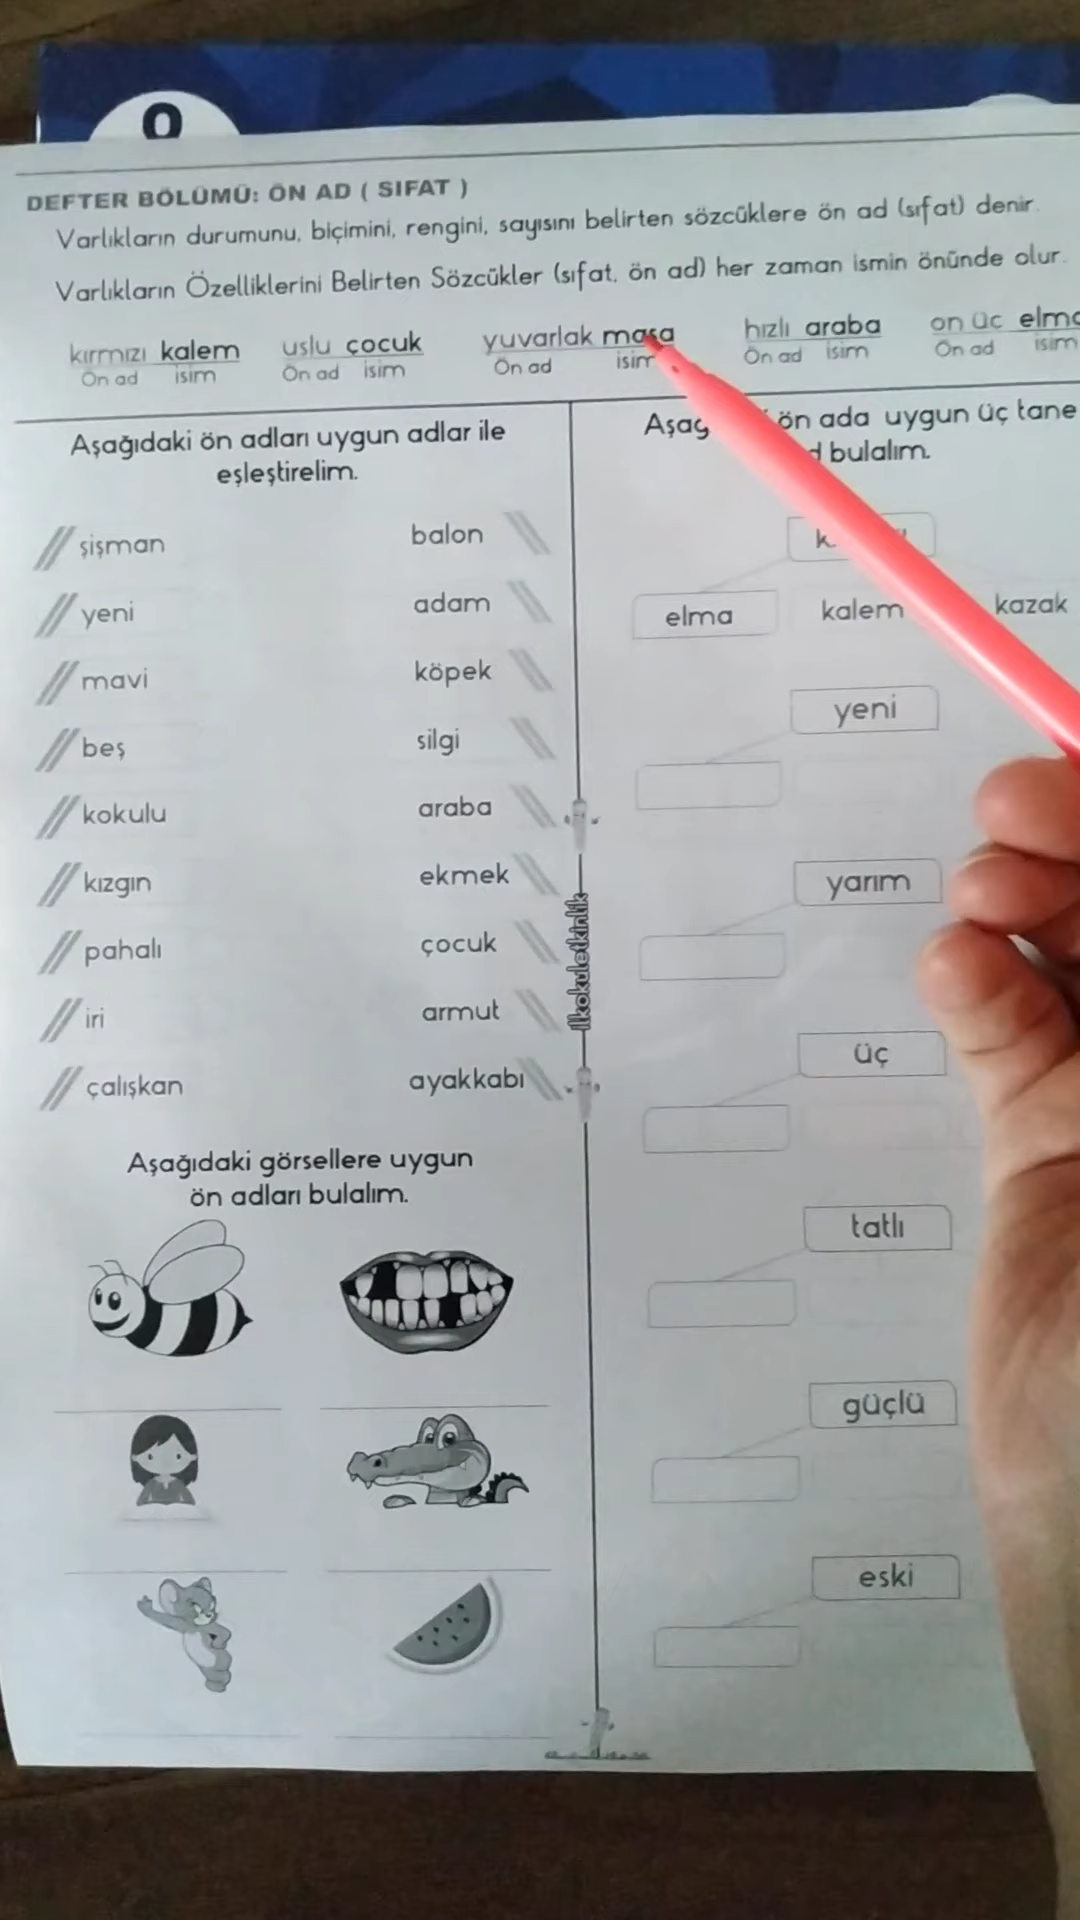 DEFTER BÖLÜMÜ: ÖN AD ( SIFAT )
Varlıkların durumunu, biçimini, rengini, sayısını belirten sözcüklere ön ad (sıfat) denir.
Varlıkların Özelliklerini Belirten Sözcükler (sıfat, ön ad) her zaman ismin önünde olur.
kırmızı kalem uslu çocuk yuvarlak masa hızlı araba on üç
Ön ad isim Ön ad isim Ön ad Ön ad isim Ön ad isim
Aşağıdaki ön adları uygun adlar ile
eşleştirelim.
şişman balon
yeni adam
mavi köpek
beş silgi
kokulu araba
kızgın ekmek
pahalı çocuk
iri armut
çalışkan ayakkabı
ilkokuletkinlik
Aşağıdaki görsellere uygun
ön adları bulalım.
ön ada uygun üç tane
bulalım.
elma kalem kazak
yeni
yarım
üç
tatlı
güçlü
eski